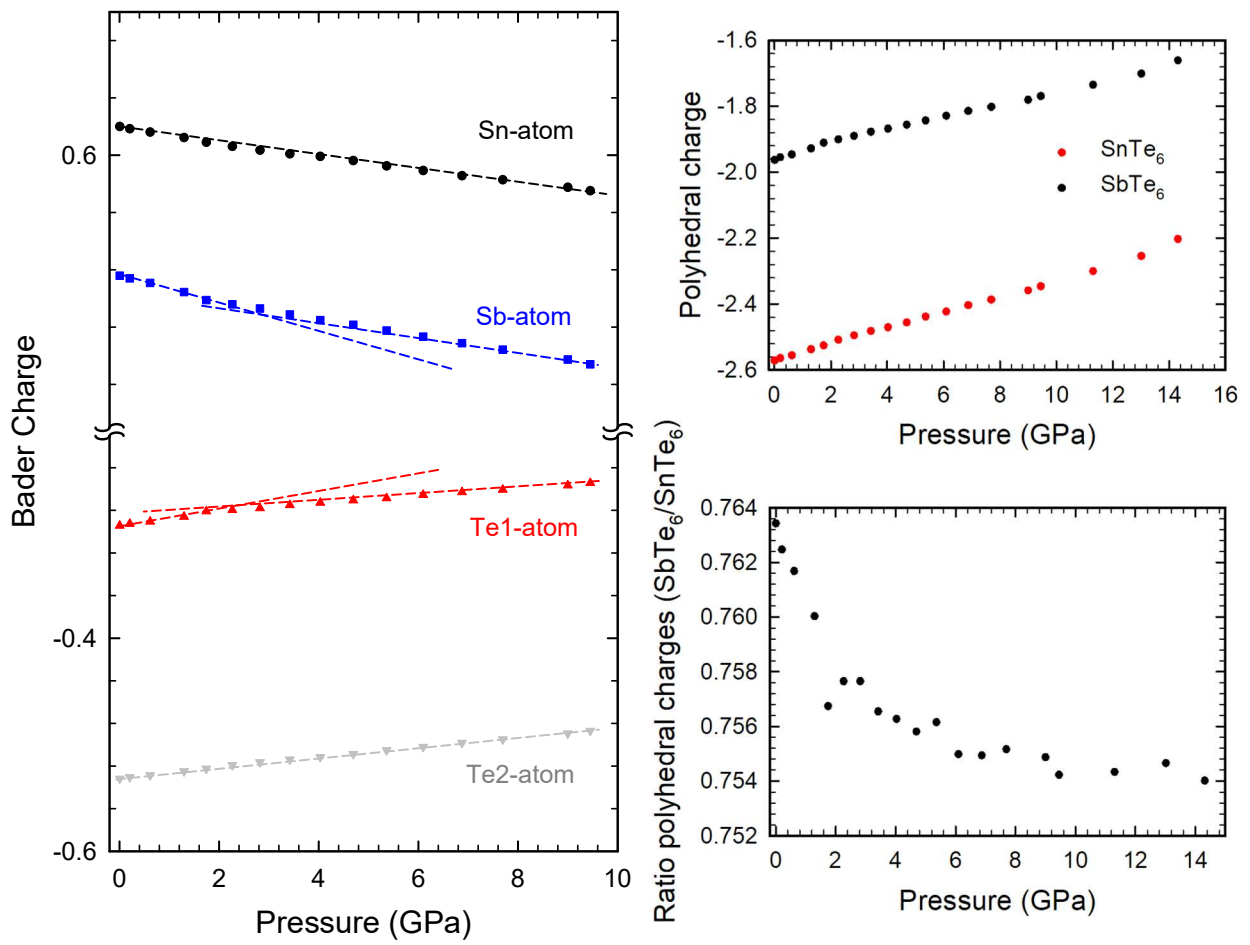 Bader Charge
0.6
-0.4
-0.6
Sn-atom
Sb-atom
Te1-atom
Te2-atom
0 2 4 6 8 10
Pressure (GPa)
Polyhedral charge
-1.6
-1.8
-2.0
-2.2
-2.4
-2.6
SnTe6
SbTe6
0 2 4 6 8 10 12 14 16
Pressure (GPa)
Ratio polyhedral charges (SbTe6/SnTe6)
0.764
0.762
0.760
0.758
0.756
0.754
0.752
0 2 4 6 8 10 12 14
Pressure (GPa)